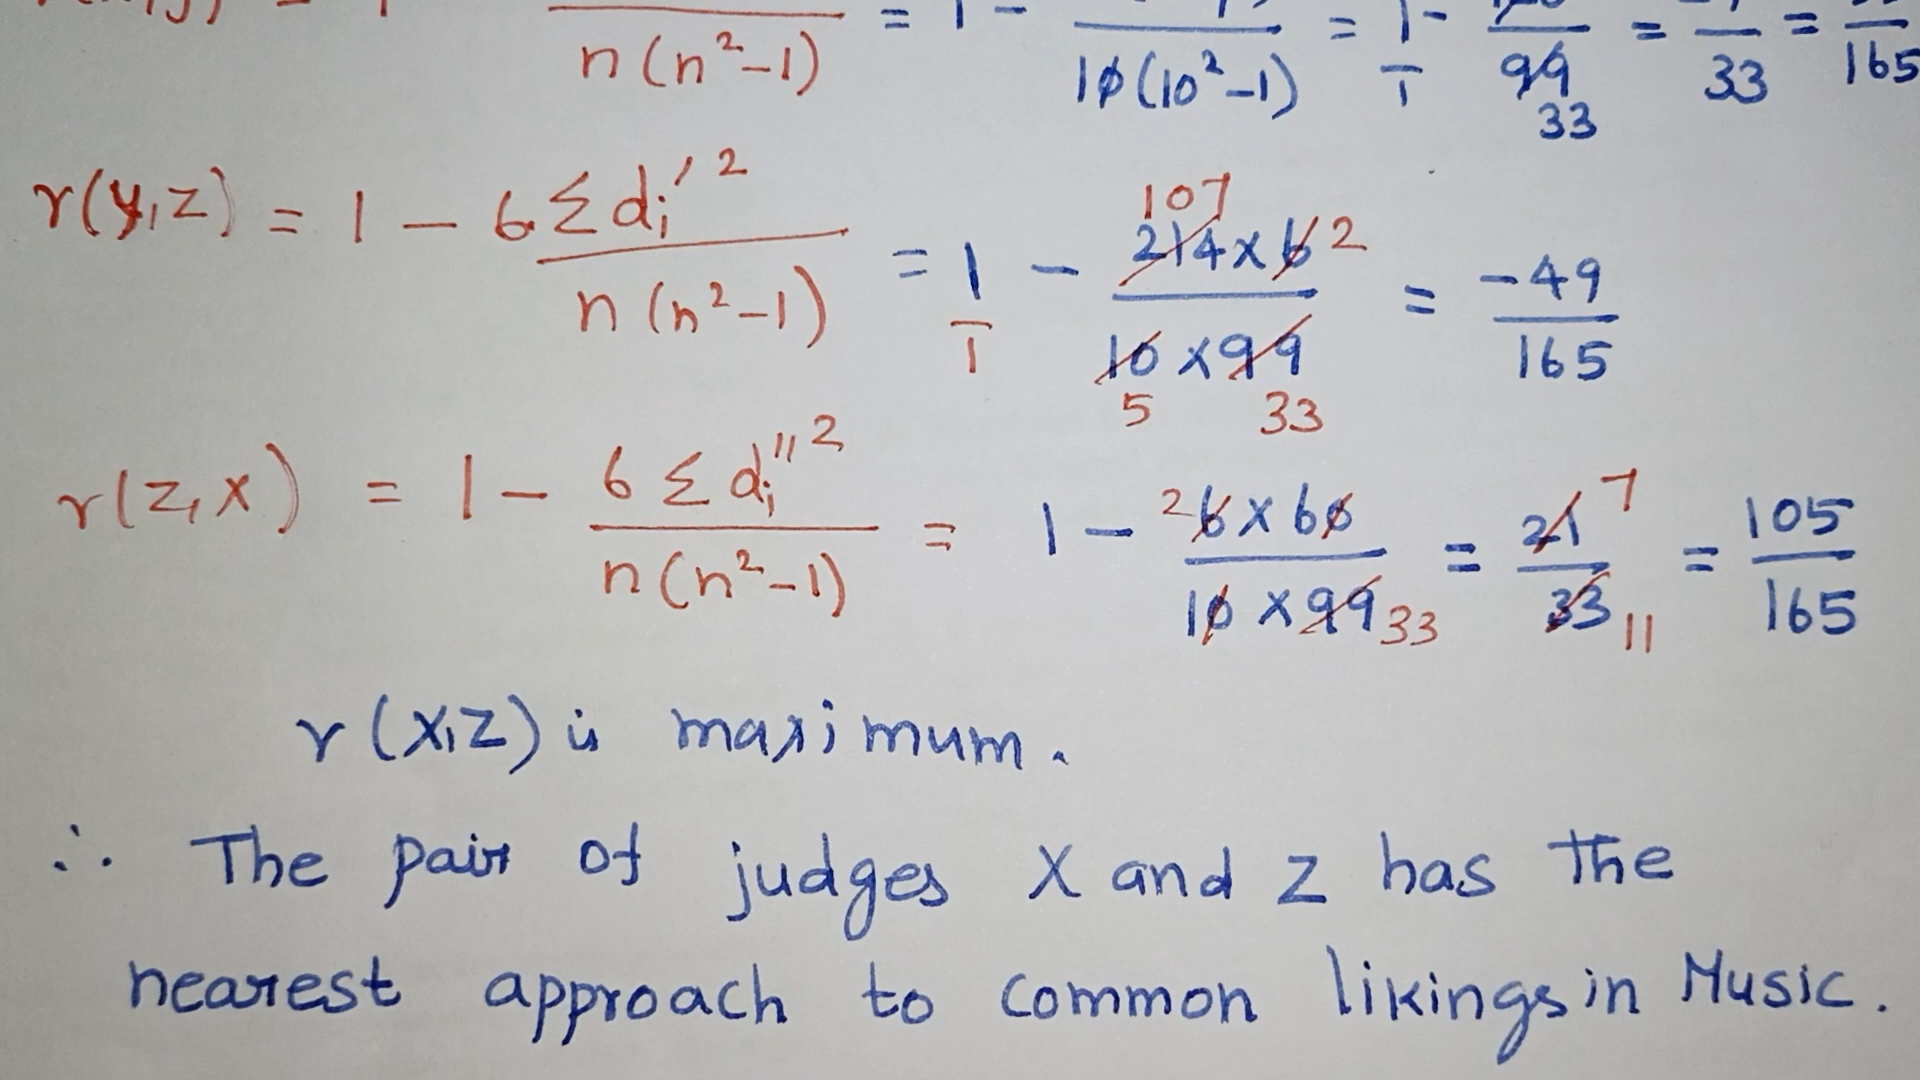 n(n²-1) = 1 - 10(10²-1) = 1/1 - 99 33 = 33 = 165
r(y,z) = 1 - 6Σdi'²/n(n²-1) = 1/1 - 107 214×6 2/10×99 5 33 = -49/165
r(z,x) = 1 - 6Σdi''²/n(n²-1) = 1 - 2 6×60/10×99 33 = 21 7/33 11 = 105/165
r(x,z) is maximum.
∴ The pair of judges X and Z has the
nearest approach to common likings in Music.